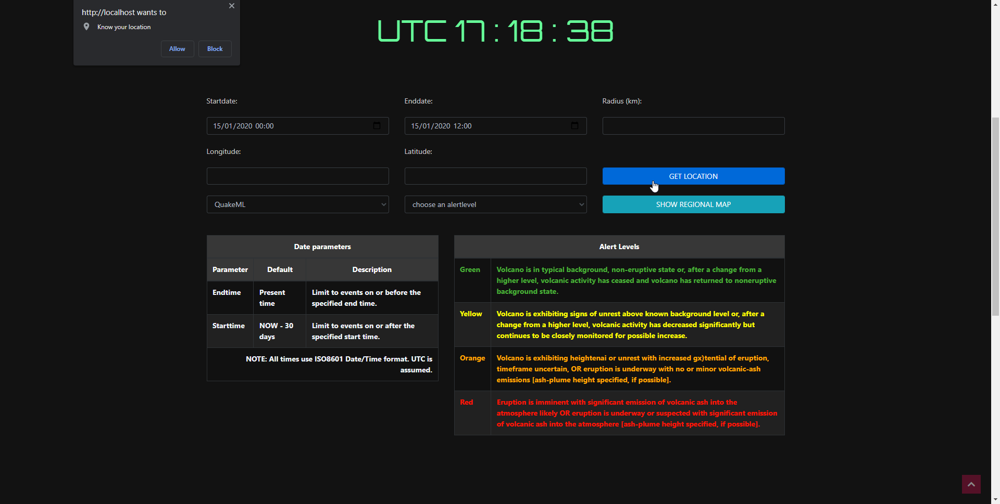 http://localhost wants to
Know your location
Allow
Block
UTC 17 : 18 : 38
Startdate:
Enddate:
Radius (km):
15/01/2020 00:00
15/01/2020 12:00
Longitude:
Latitude:
GET LOCATION
QuakeML
choose an alertlevel
SHOW REGIONAL MAP
Date parameters
Parameter Default Description
Endtime
Present
time
Limit to events on or before the
specified end time.
Starttime
NOW - 30
days
Limit to events on or after the
specified start time.
NOTE: All times use ISO8601 Date/Time format. UTC is
assumed.
Alert Levels
Green
Volcano is in typical background, non-eruptive state or, after a change from a
higher level, volcanic activity has ceased and volcano has returned to noneruptive
background state.
Yellow
Volcano is exhibiting signs of unrest above known background level or, after a
change from a higher level, volcanic activity has decreased significantly but
continues to be closely monitored for possible increase.
Orange
Volcano is exhibiting heightenai or unrest with increased gx)tential of eruption,
timeframe uncertain, OR eruption is underway with no or minor volcanic-ash
emissions [ash-plume height specified, if possible].
Red
Eruption is imminent with significant emission of volcanic ash into the
atmosphere likely OR eruption is underway or suspected with significant emission
of volcanic ash into the atmosphere [ash-plume height specified, if possible].